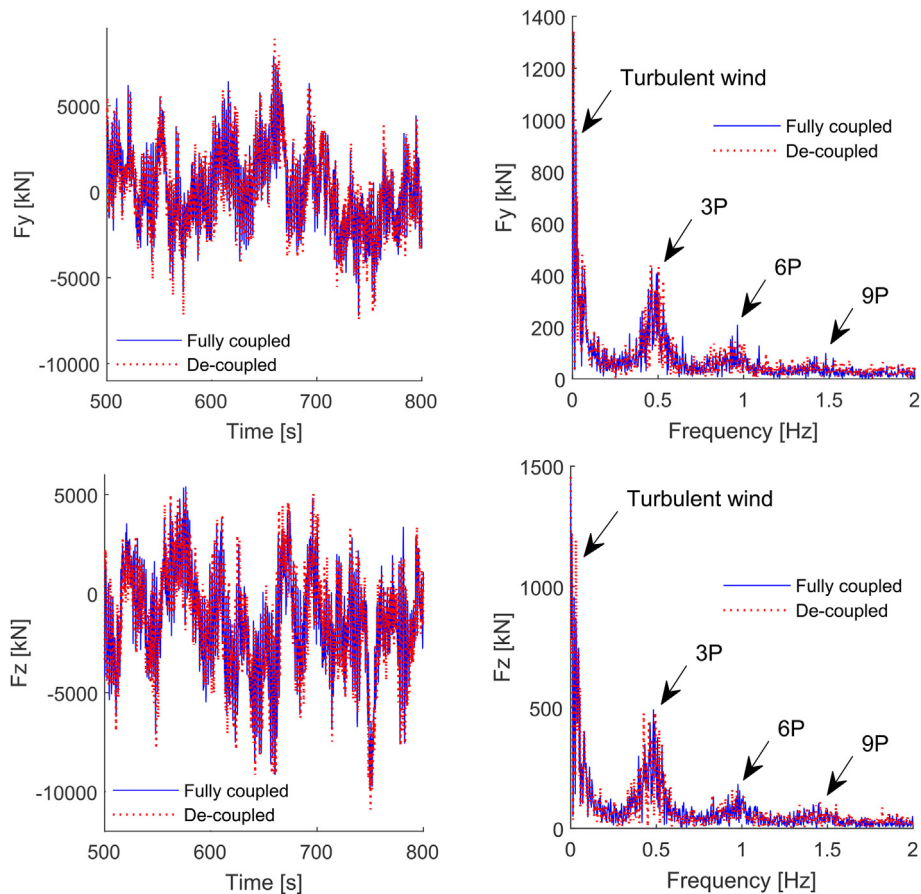 Fy [kN]
5000
0
-5000
-10000
Fully coupled
De-coupled
500
600
700
800
Time [s]
Fy [kN]
1400
1200
1000
800
600
400
200
0
Turbulent wind
Fully coupled
De-coupled
3P
6P
9P
0
0.5
1
1.5
2
Frequency [Hz]
Fz [kN]
5000
0
-5000
-10000
Fully coupled
De-coupled
500
600
700
800
Time [s]
Fz [kN]
1500
1000
500
0
Turbulent wind
Fully coupled
De-coupled
3P
6P
9P
0
0.5
1
1.5
2
Frequency [Hz]